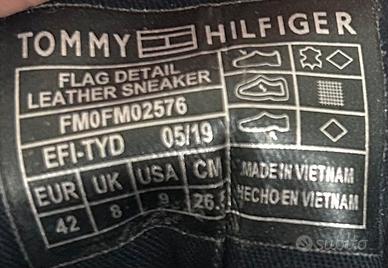 TOMMY HILFIGER
FLAG DETAIL
LEATHER SNEAKER
FM0FM02576
EFI-TYD 05/19
EUR UK USA CM
42 8 9 26.5
MADE IN VIETNAM
HECHO EN VIETNAM
subito